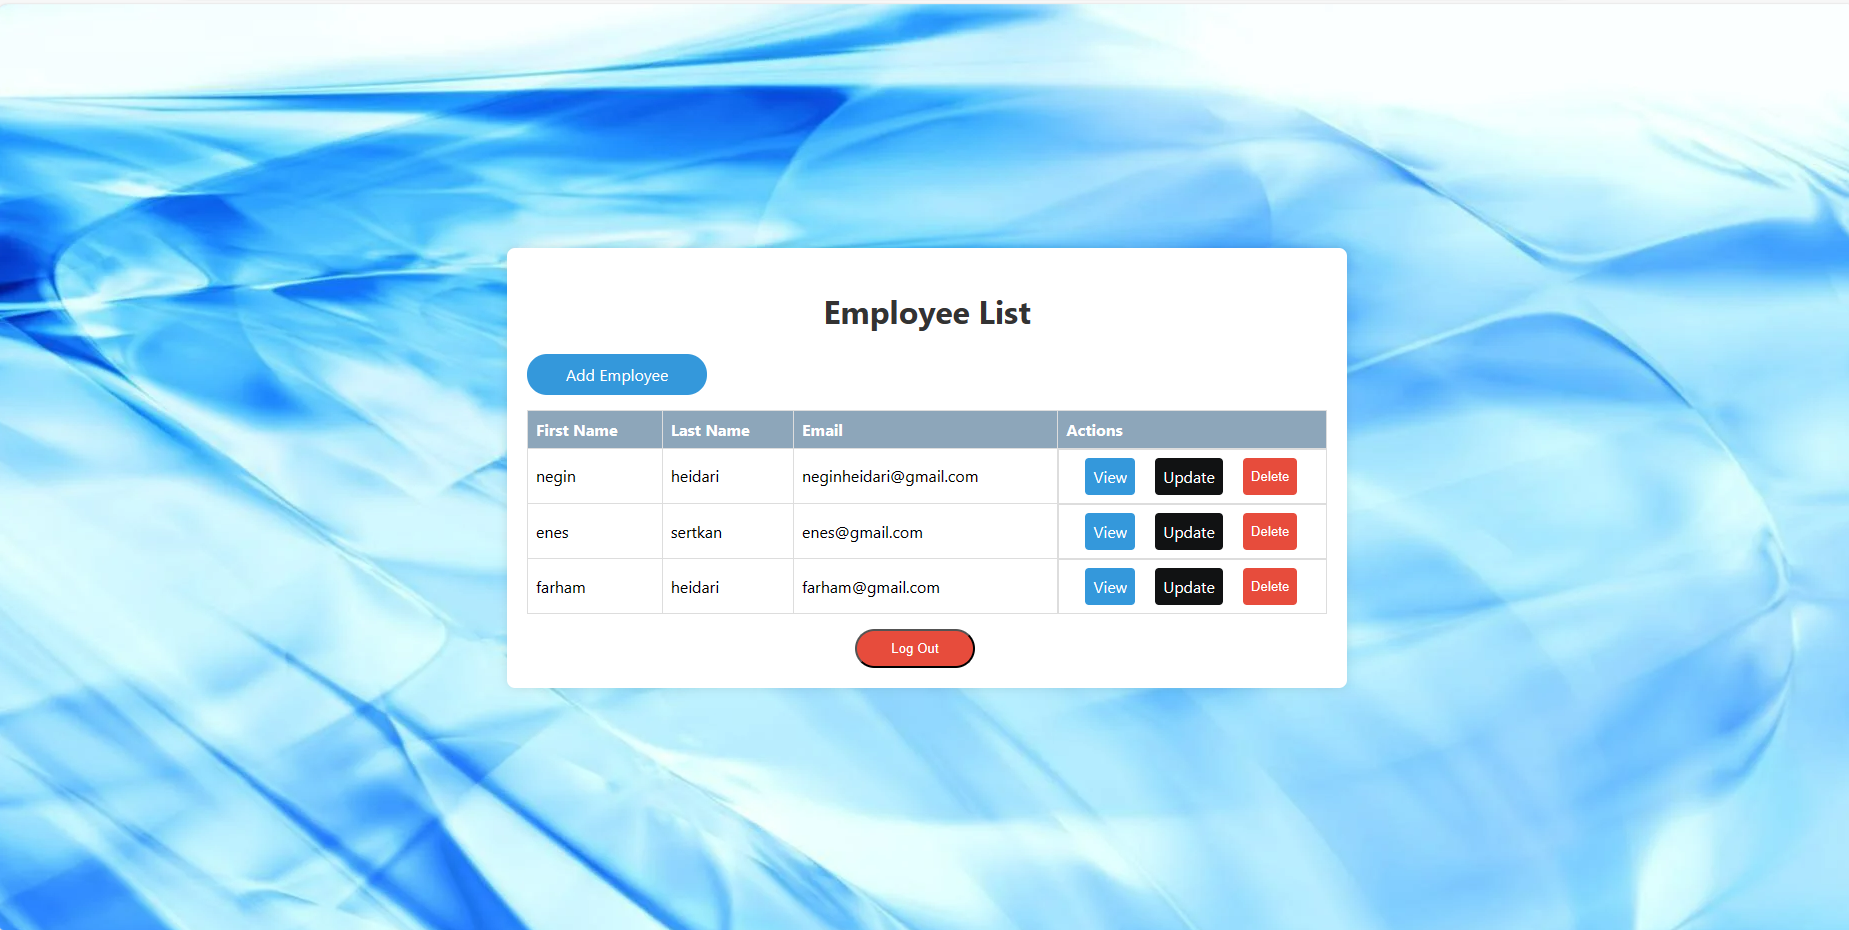 Employee List
Add Employee
First Name Last Name Email Actions
negin heidari neginheidari@gmail.com View Update Delete
enes sertkan enes@gmail.com View Update Delete
farham heidari farham@gmail.com View Update Delete
Log Out